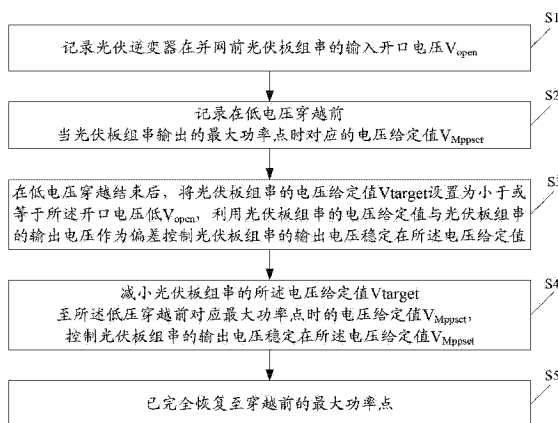 S1
记录光伏逆变器在并网前光伏板组串的输入开口电压Vopen
S2
记录在低电压穿越前
当光伏板组串输出的最大功率点时对应的电压给定值VMppset
S3
在低电压穿越结束后，将光伏板组串的电压给定值Vtarget设置为小于或
等于所述开口电压低Vopen，利用光伏板组串的电压给定值与光伏板组串
的输出电压作为偏差控制光伏板组串的输出电压稳定在所述电压给定值
S4
减小光伏板组串的所述电压给定值Vtarget
至所述低压穿越前对应最大功率点时的电压给定值VMppset，
控制光伏板组串的输出电压稳定在所述电压给定值VMppset
S5
已完全恢复至穿越前的最大功率点